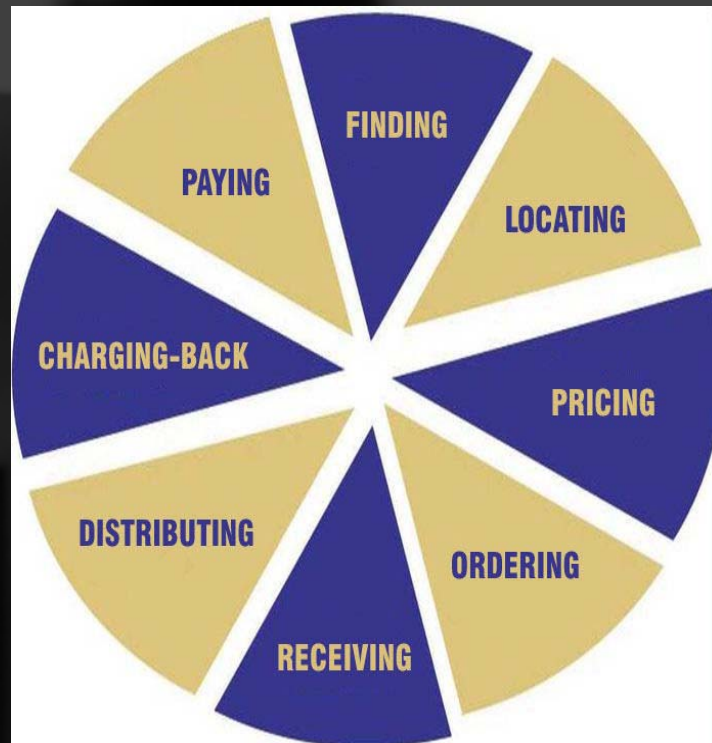 FINDING
LOCATING
PRICING
ORDERING
RECEIVING
DISTRIBUTING
CHARGING-BACK
PAYING